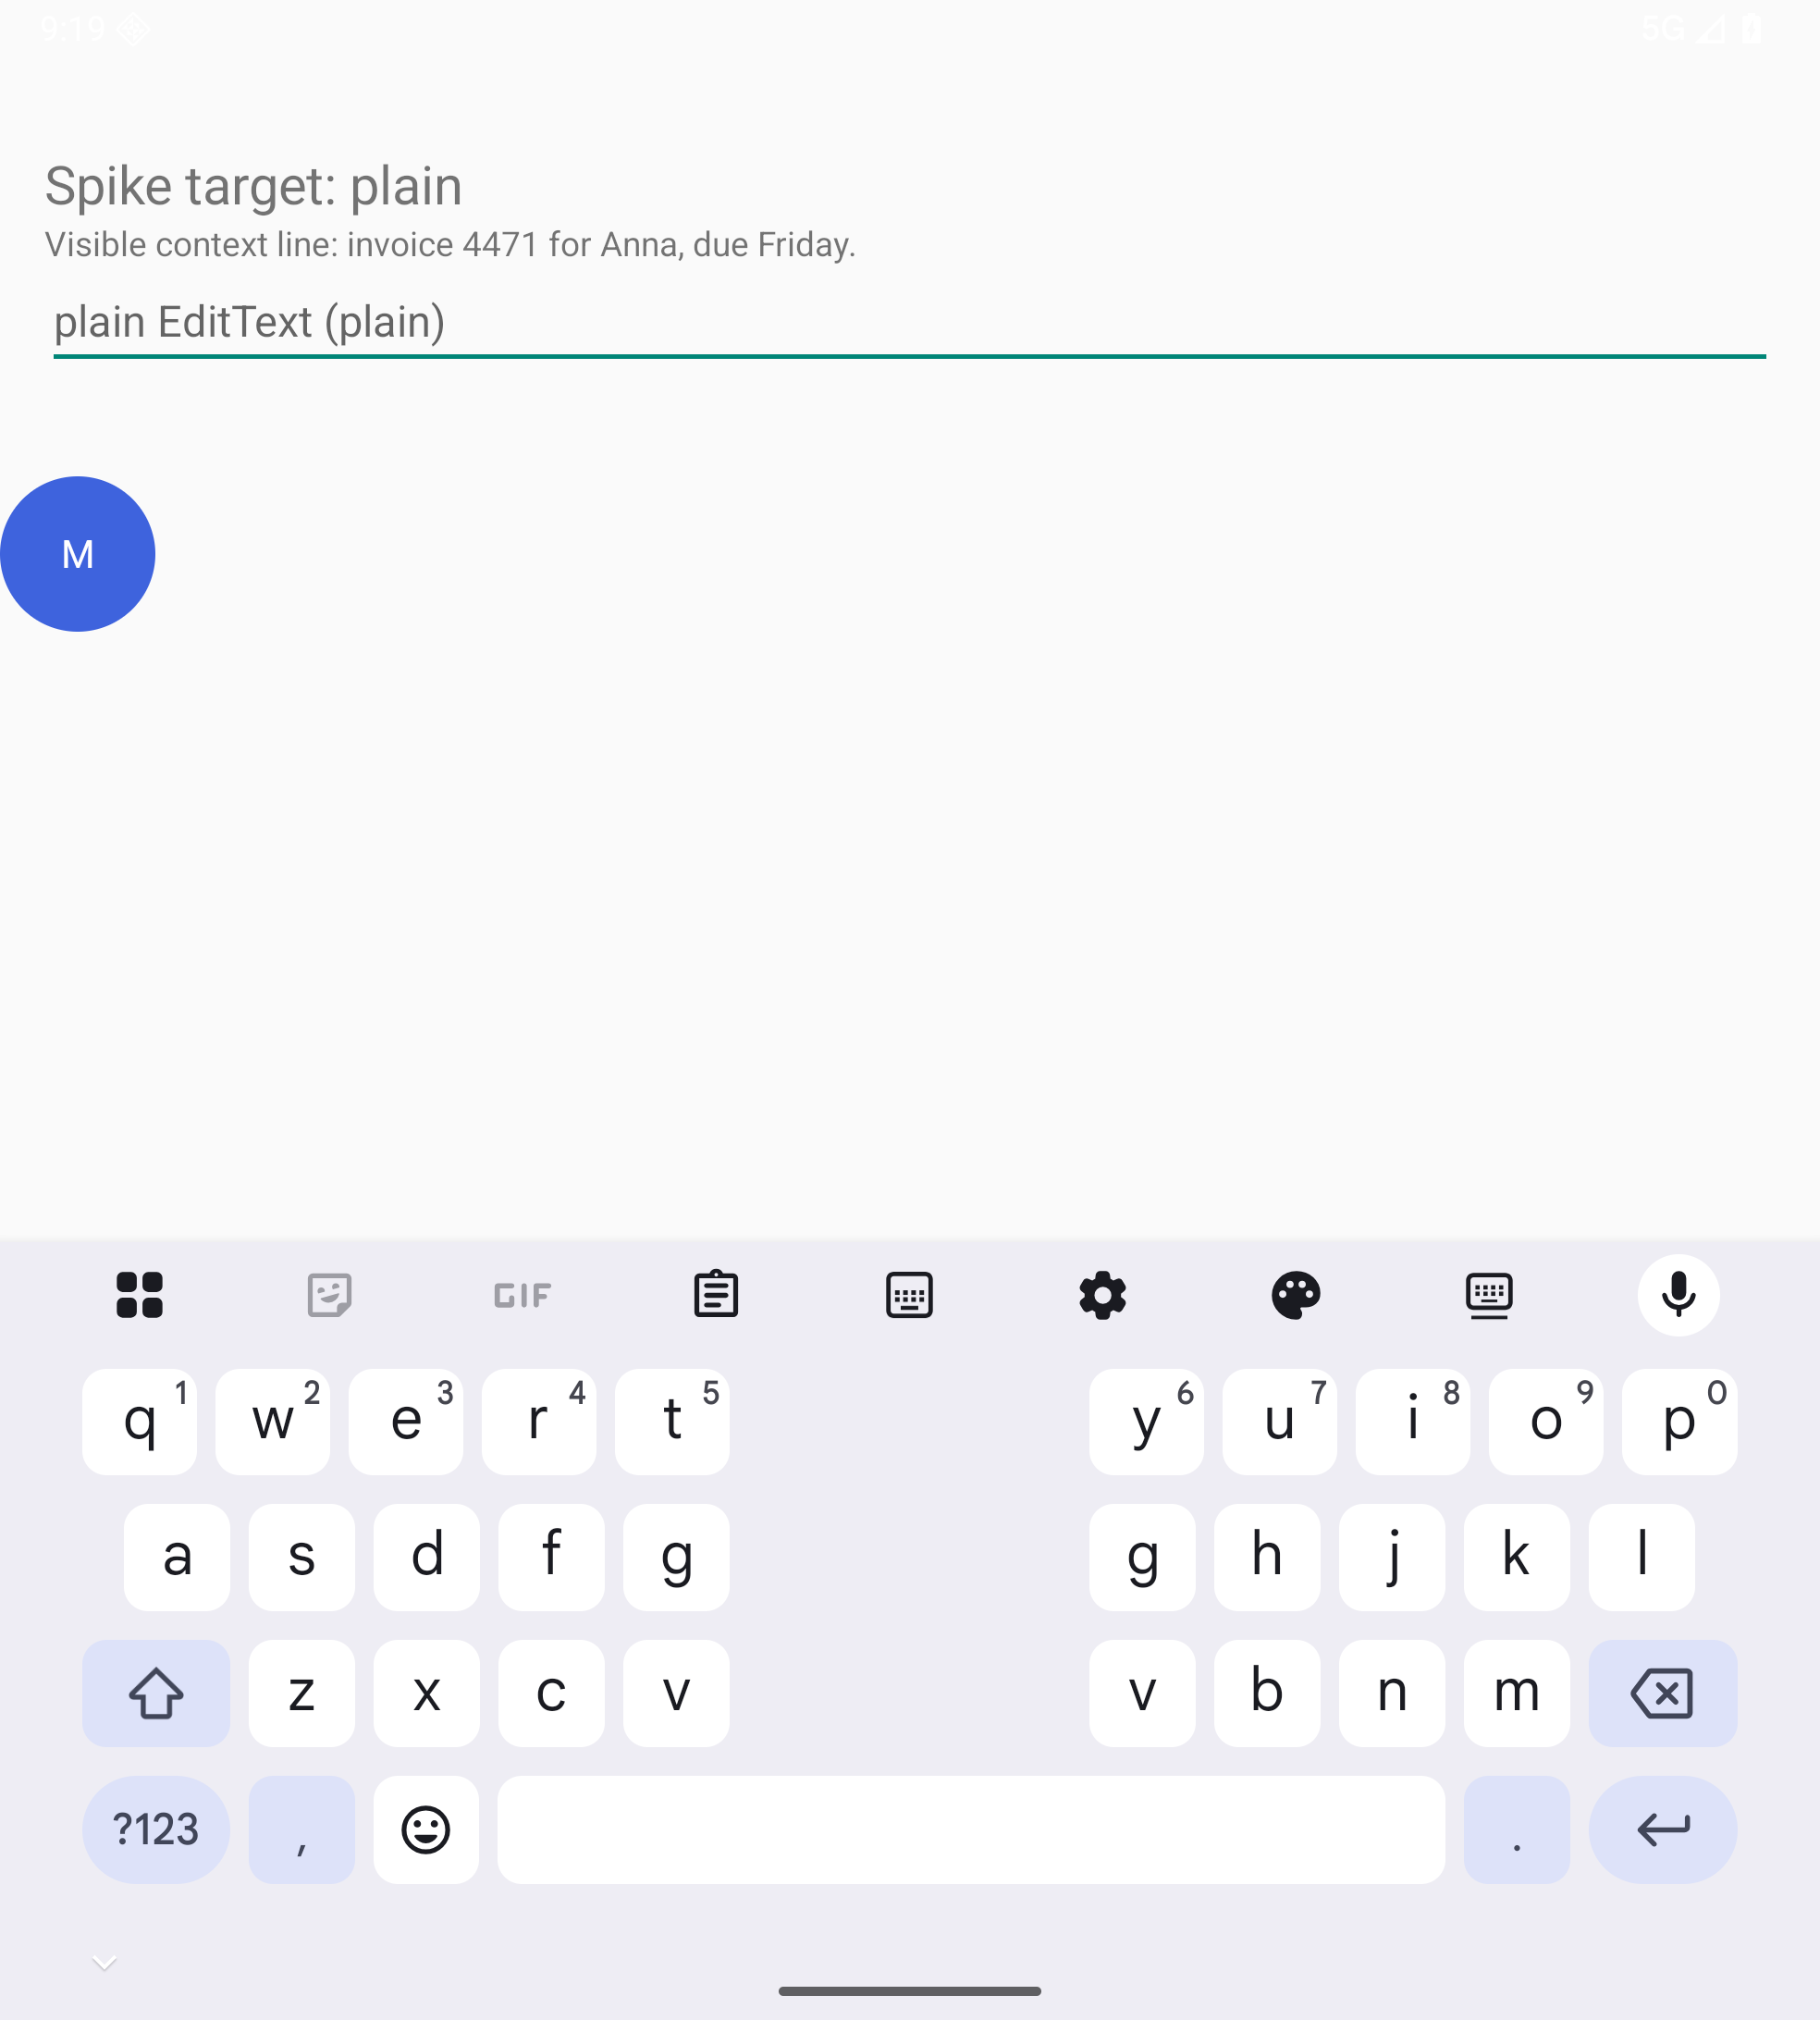 9:19
5G
Spike target: plain
Visible context line: invoice 4471 for Anna, due Friday.
plain EditText (plain)
M
GIF
q 1 w 2 e 3 r 4 t 5 y 6 u 7 i 8 o 9 p 0
a s d f g g h j k l
z x c v v b n m
?123 , .